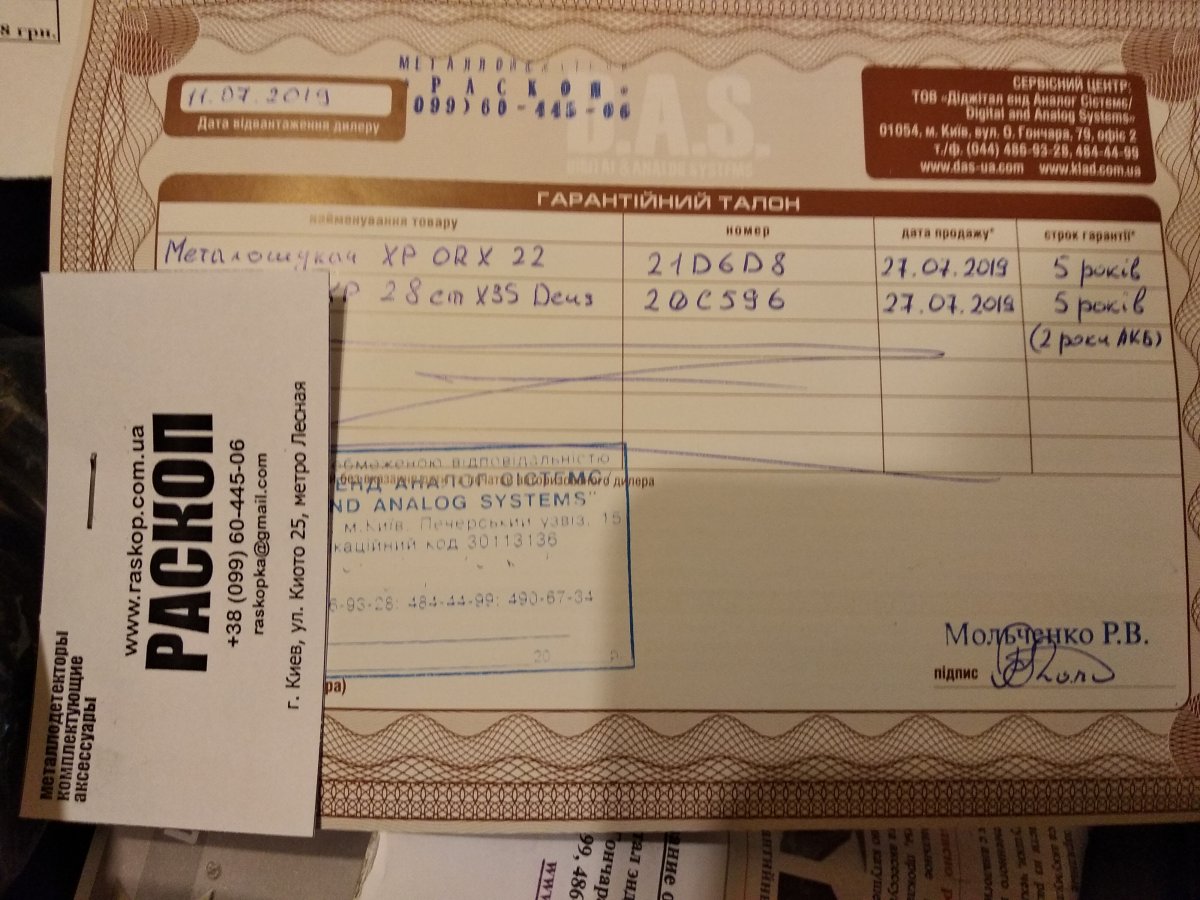 8 грн.
11.07.2019
Дата відвантаження дилеру
РАСКОП
099) 60-445-06
D.A.S.
DIGITAL & ANALOG SYSTEMS
СЕРВІСНИЙ ЦЕНТР:
ТОВ «Діджітал енд Аналог Сістемс/
Digital and Analog Systems»
01054, м. Київ, вул. О. Гончара, 79, офіс 2
т./ф. (044) 486-93-28, 484-44-99
www.das-ua.com www.klad.com.ua
ГАРАНТІЙНИЙ ТАЛОН
найменування товару номер дата продажу* строк гарантії*
Металошукач XP ORX 22 21D6D8 27.07.2019 5 років
XP 28 cm X35 Deus 20C596 27.07.2019 5 років
(2 роки АКБ)
обмеженою відповідальністю
ЕНД АНАЛОГ СІСТЕМС/
дилера
ND ANALOG SYSTEMS"
м.Київ, Печерський узвіз, 15
каційний код 30113136
6-93-28; 484-44-99; 490-67-34
20 р.
ра)
Мольченко Р.В.
підпис
металлодетекторы
комплектующие
аксессуары
www.raskop.com.ua
РАСКОП
+38 (099) 60-445-06
raskopka@gmail.com
г. Киев, ул. Киото 25, метро Лесная